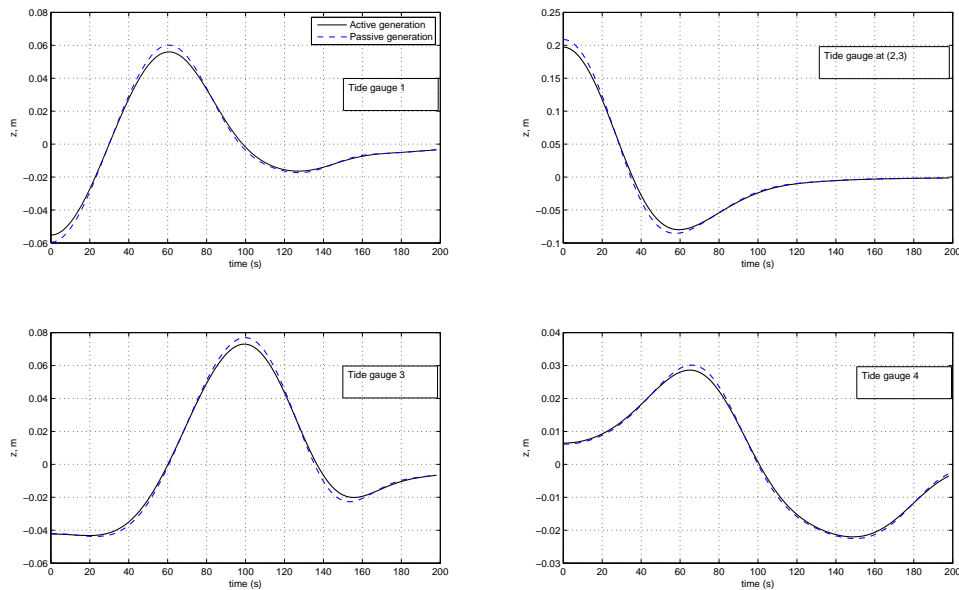 0.08
0.06
0.04
0.02
0
−0.02
−0.04
−0.06
z, m
0 20 40 60 80 100 120 140 160 180 200
time (s)
Active generation
Passive generation
Tide gauge 1
0.25
0.2
0.15
0.1
0.05
0
−0.05
−0.1
z, m
0 20 40 60 80 100 120 140 160 180 200
time (s)
Tide gauge at (2,3)
0.08
0.06
0.04
0.02
0
−0.02
−0.04
−0.06
z, m
0 20 40 60 80 100 120 140 160 180 200
time (s)
Tide gauge 3
0.04
0.03
0.02
0.01
0
−0.01
−0.02
−0.03
z, m
0 20 40 60 80 100 120 140 160 180 200
time (s)
Tide gauge 4